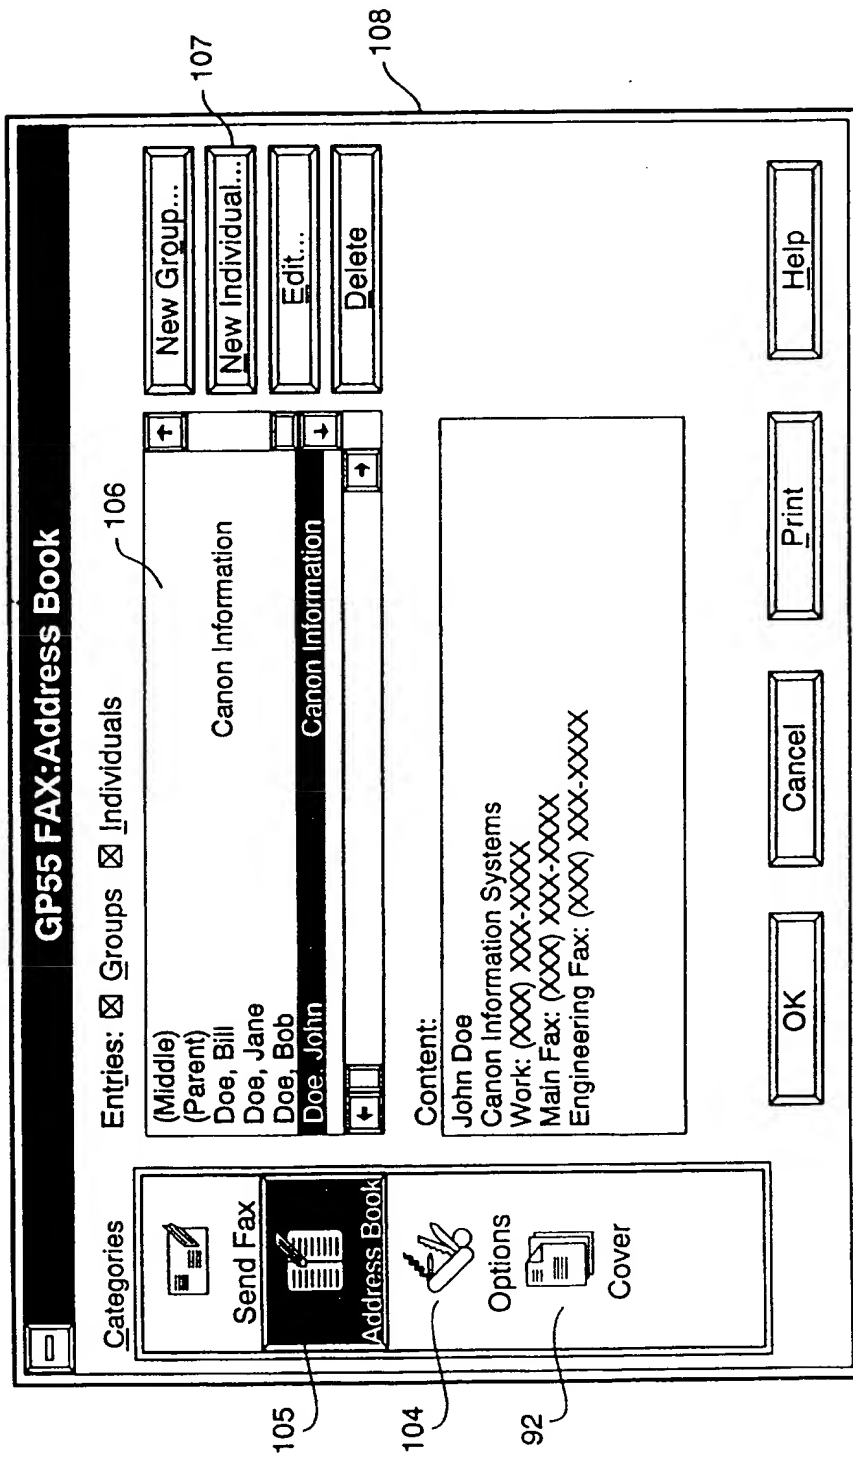 GP55 FAX:Address Book
Categories
Send Fax
Address Book
Options
Cover
Entries: ☒ Groups ☒ Individuals
(Middle)
(Parent)
Doe, Bill Canon Information
Doe, Jane
Doe, Bob
Doe, John Canon Information
New Group...
New Individual...
Edit...
Delete
Content:
John Doe
Canon Information Systems
Work: (XXX) XXX-XXXX
Main Fax: (XXX) XXX-XXXX
Engineering Fax: (XXX) XXX-XXXX
OK
Cancel
Print
Help
105
104
92
106
107
108